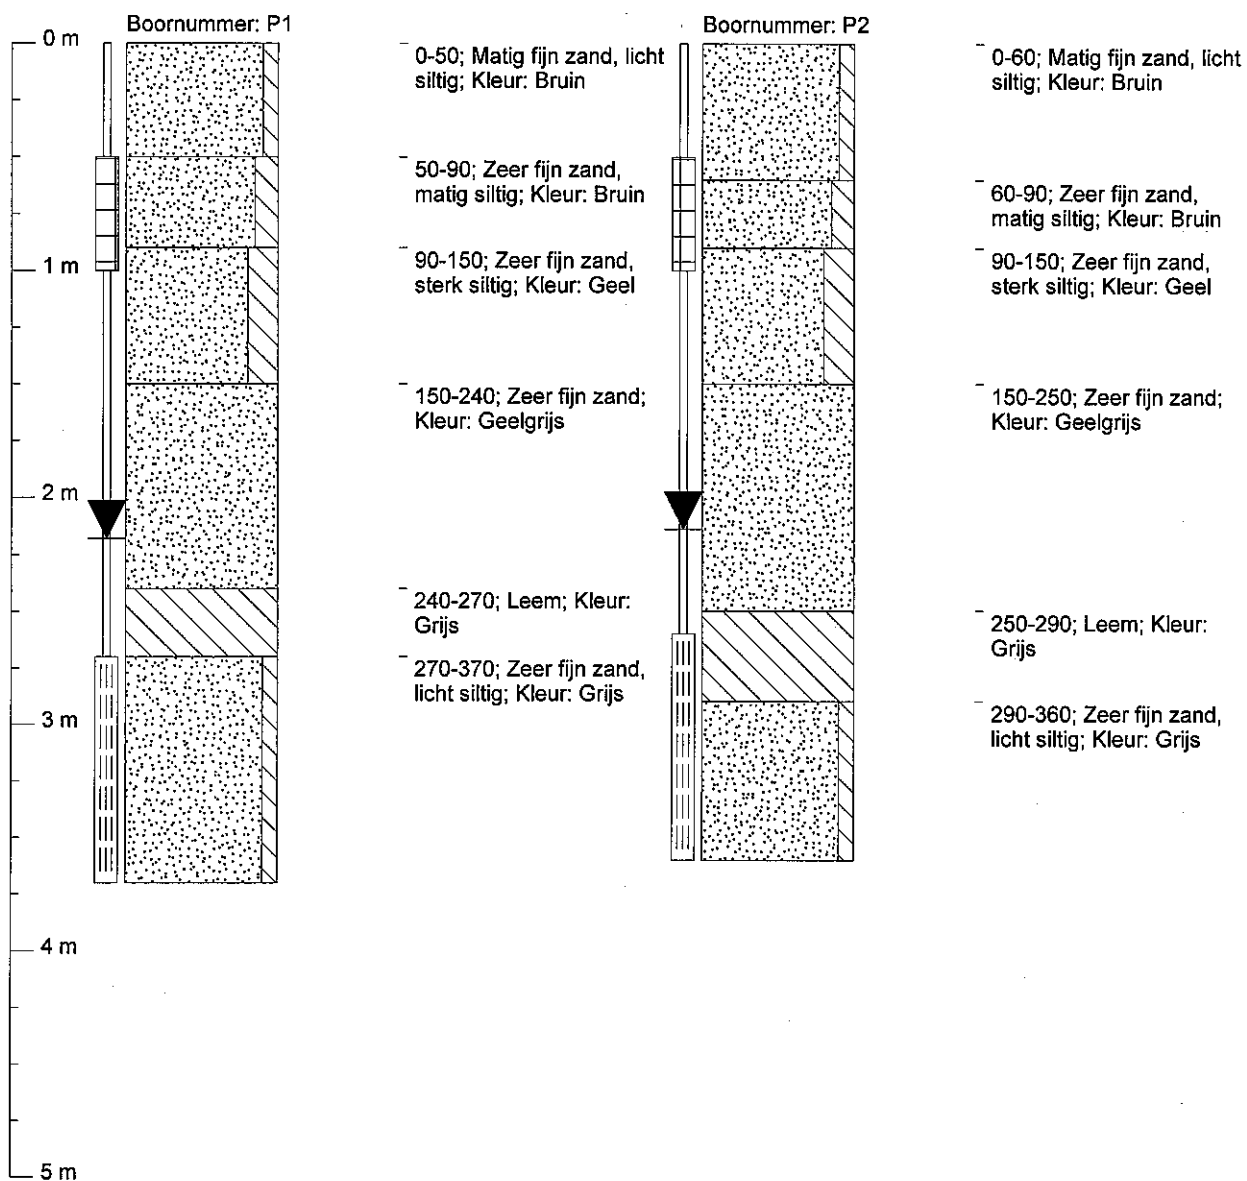 Boornummer: P1
0 m
1 m
2 m
3 m
4 m
5 m
0-50; Matig fijn zand, licht
siltig; Kleur: Bruin
50-90; Zeer fijn zand,
matig siltig; Kleur: Bruin
90-150; Zeer fijn zand,
sterk siltig; Kleur: Geel
150-240; Zeer fijn zand;
Kleur: Geelgrijs
240-270; Leem; Kleur:
Grijs
270-370; Zeer fijn zand,
licht siltig; Kleur: Grijs
Boornummer: P2
0-60; Matig fijn zand, licht
siltig; Kleur: Bruin
60-90; Zeer fijn zand,
matig siltig; Kleur: Bruin
90-150; Zeer fijn zand,
sterk siltig; Kleur: Geel
150-250; Zeer fijn zand;
Kleur: Geelgrijs
250-290; Leem; Kleur:
Grijs
290-360; Zeer fijn zand,
licht siltig; Kleur: Grijs